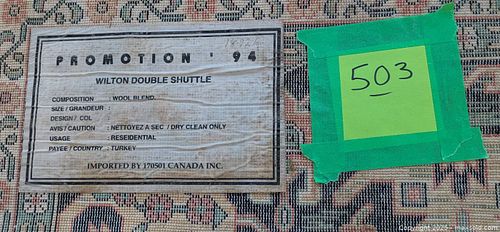 PROMOTION ' 94
WILTON DOUBLE SHUTTLE
COMPOSITION : WOOL BLEND
SIZE / GRANDEUR :
DESIGN / COL
AVIS / CAUTION : NETTOYEZ A SEC / DRY CLEAN ONLY
USAGE : RESEIDENTIAL
PAYEE / COUNTRY : TURKEY
IMPORTED BY 170501 CANADA INC.
503